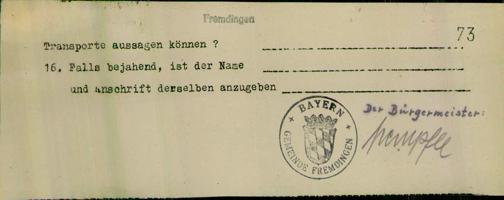 Fremdingen
73
Transporte aussagen können ?
16. Falls bejahend, ist der Name
und Anschrift derselben anzugeben
BAYERN
GEMEINDE FREMDINGEN
Der Bürgermeister: